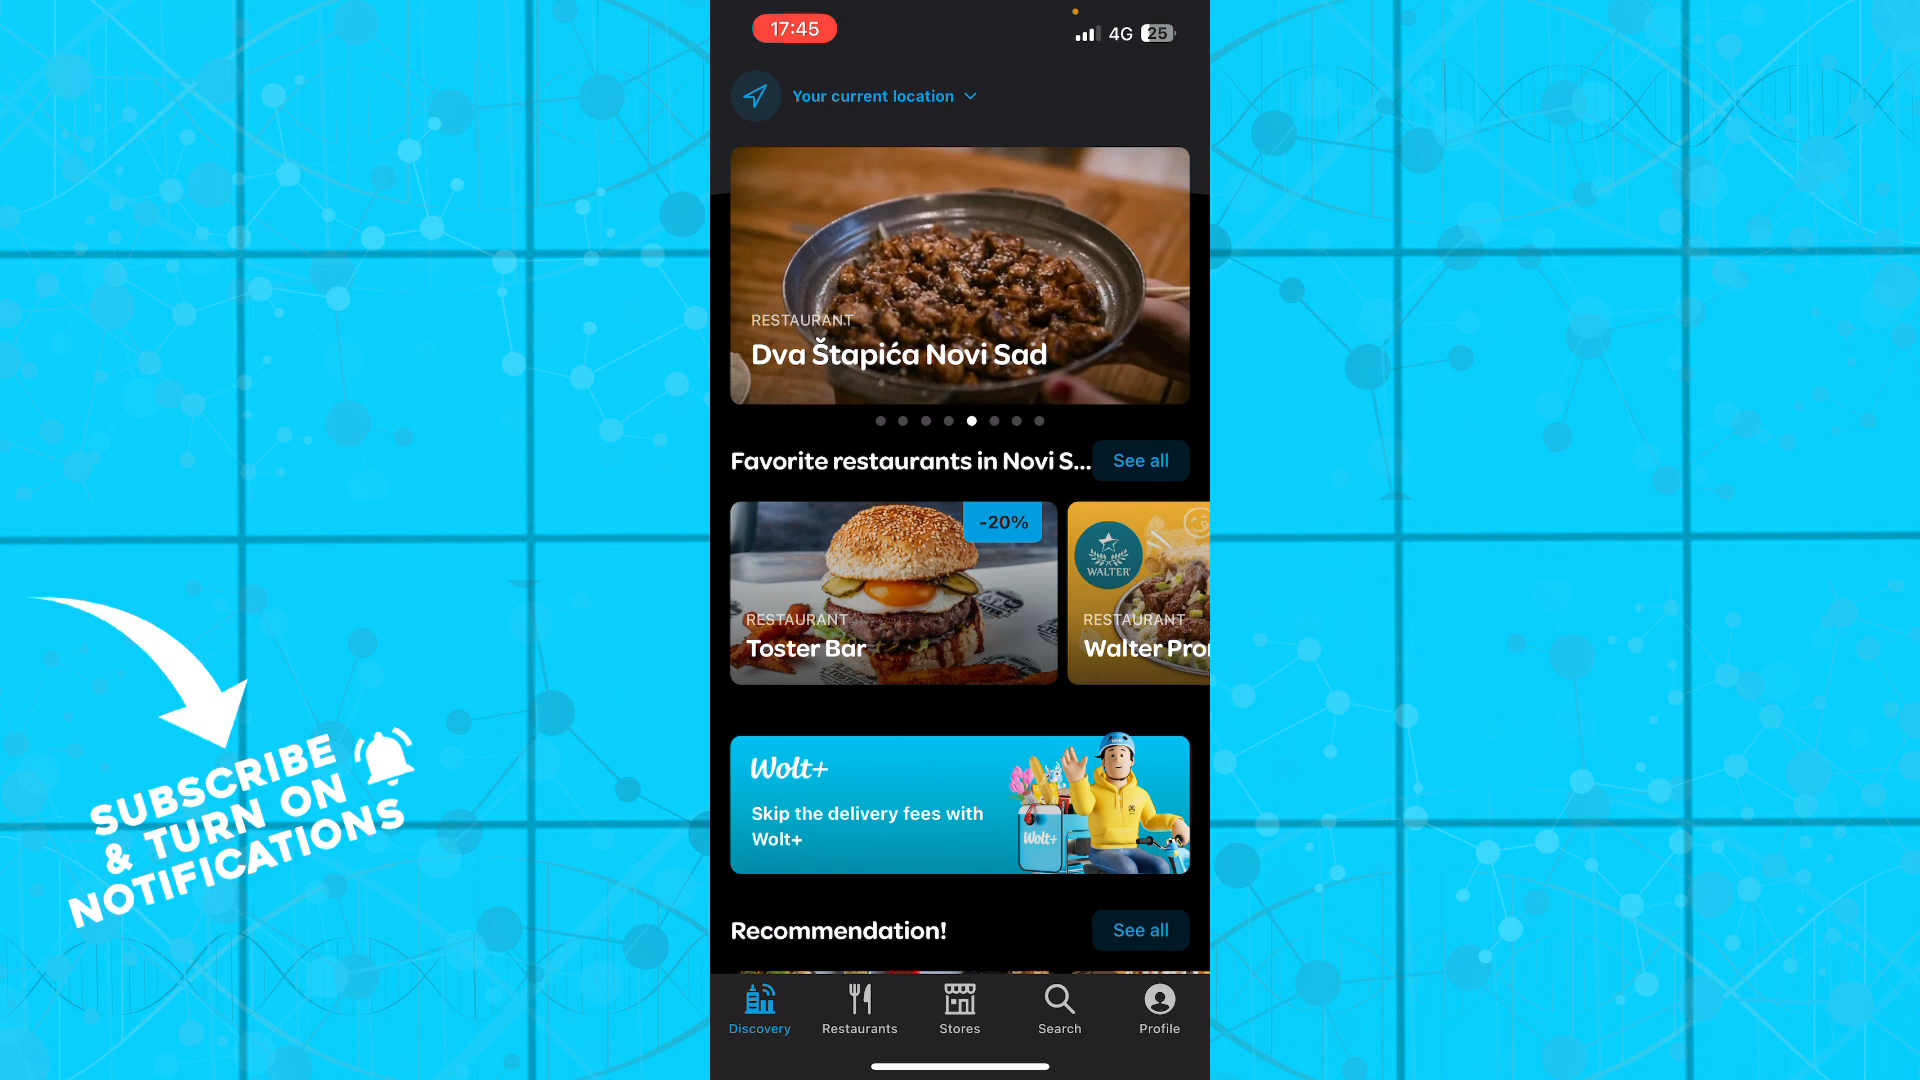 17:45
4G 25
Your current location
RESTAURANT
Dva Štapića Novi Sad
Favorite restaurants in Novi S...
See all
-20%
RESTAURANT
Toster Bar
WALTER
RESTAURANT
Walter Pro
Wolt+
Skip the delivery fees with
Wolt+
Wolt+
Recommendation!
See all
Discovery
Restaurants
Stores
Search
Profile
SUBSCRIBE
& TURN ON
NOTIFICATIONS